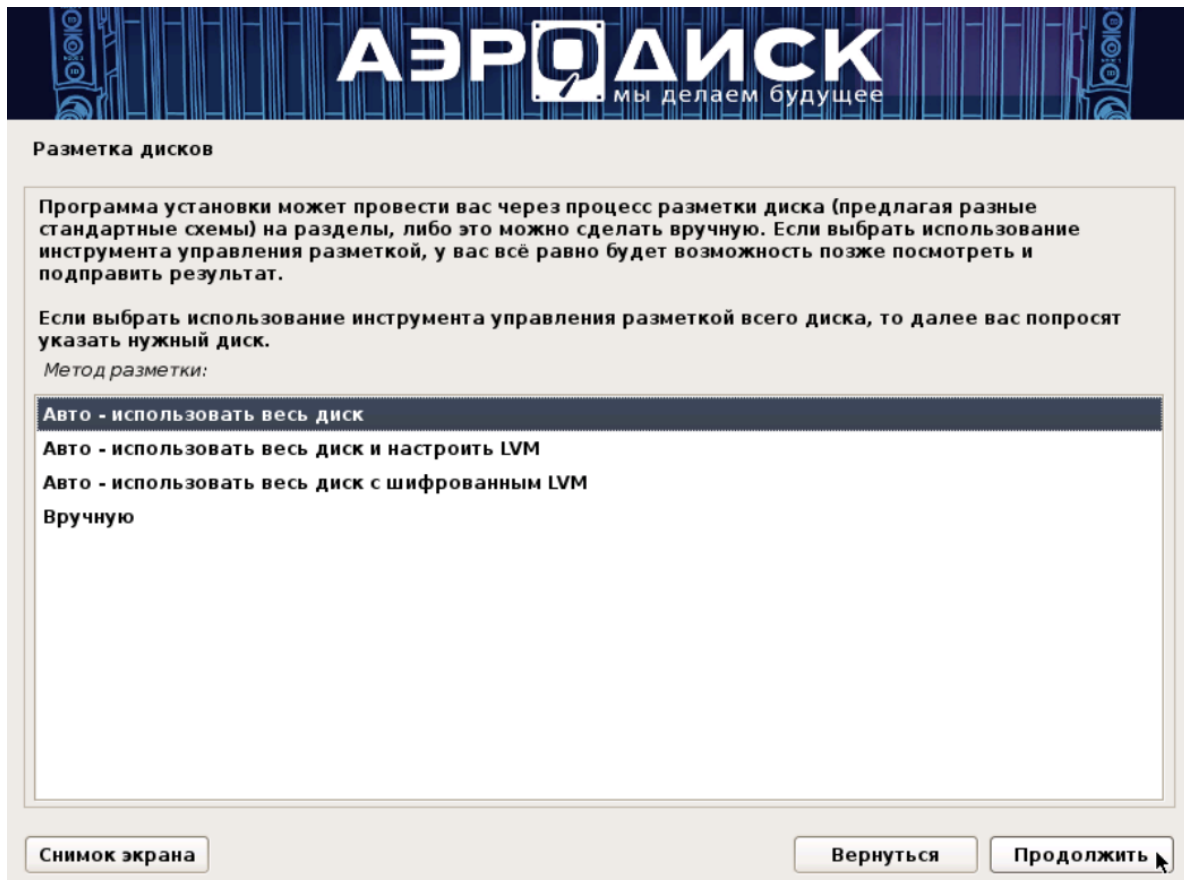 АЭРОДИСК
мы делаем будущее
Разметка дисков
Программа установки может провести вас через процесс разметки диска (предлагая разные
стандартные схемы) на разделы, либо это можно сделать вручную. Если выбрать использование
инструмента управления разметкой, у вас всё равно будет возможность позже посмотреть и
подправить результат.
Если выбрать использование инструмента управления разметкой всего диска, то далее вас попросят
указать нужный диск.
Метод разметки:
Авто - использовать весь диск
Авто - использовать весь диск и настроить LVM
Авто - использовать весь диск с шифрованным LVM
Вручную
Снимок экрана
Вернуться
Продолжить